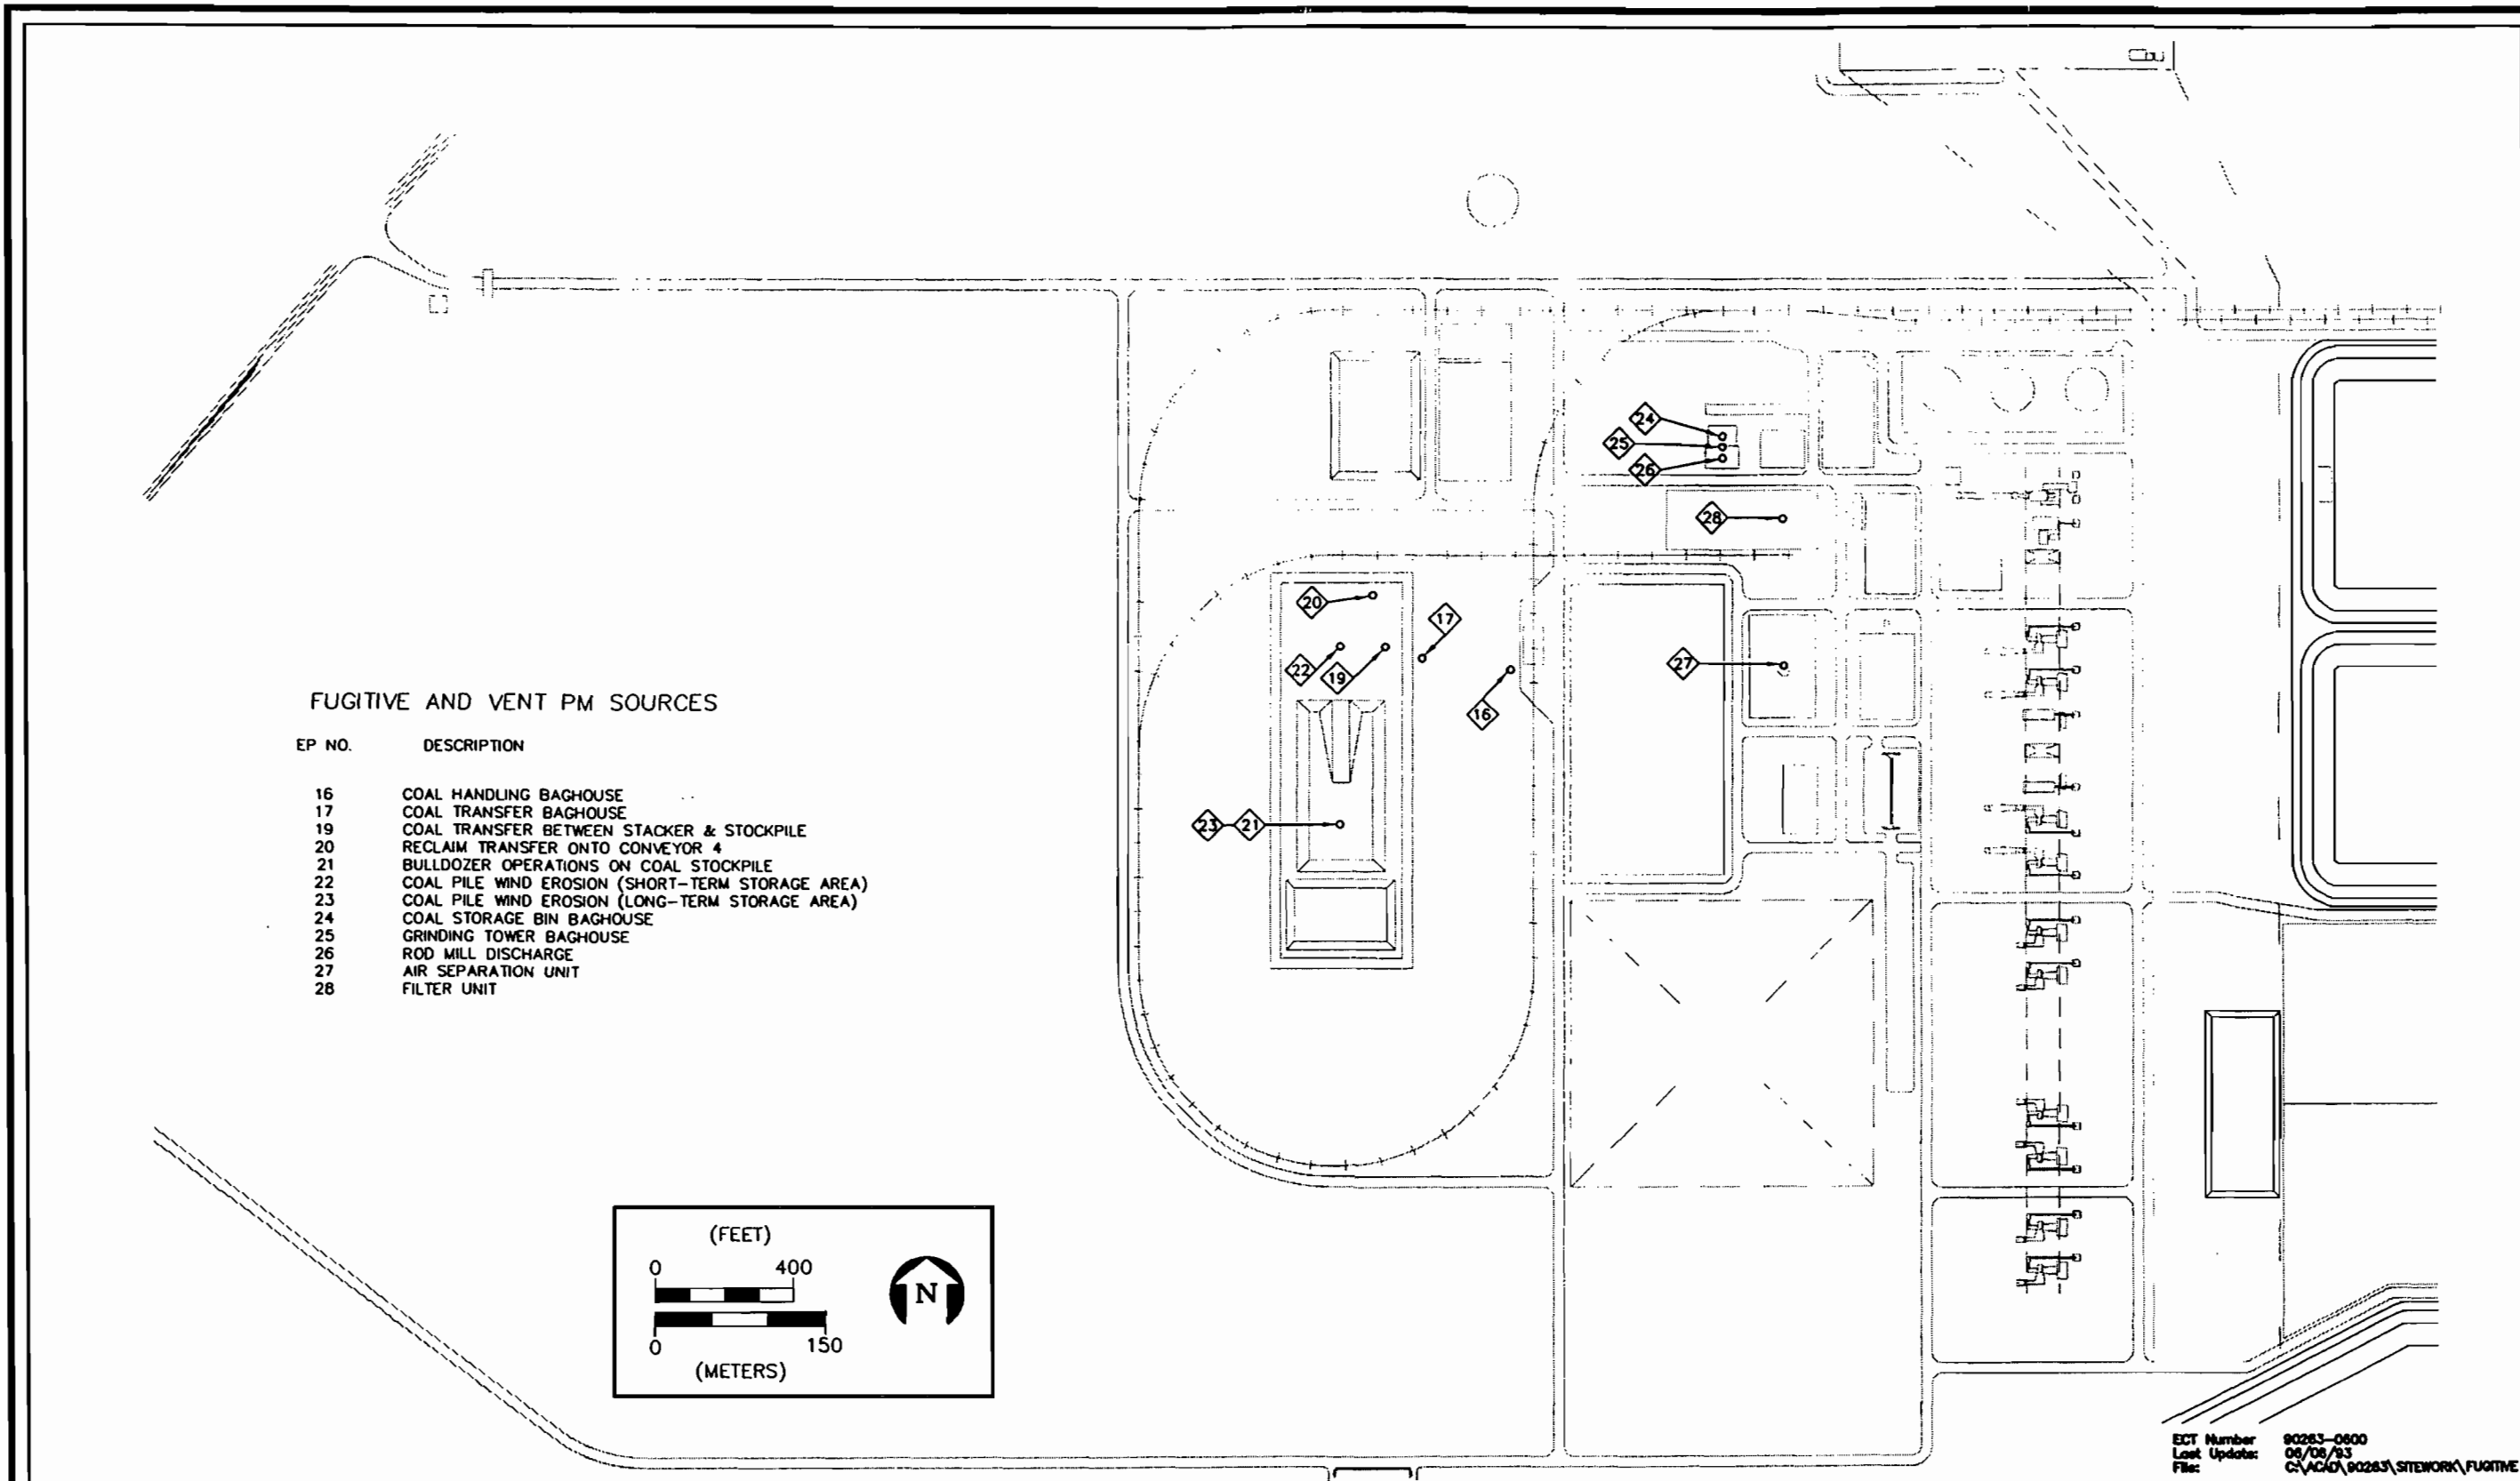 24
25
26
28
20
17
22
19
27
16
23
21
FUGITIVE AND VENT PM SOURCES
EP NO. DESCRIPTION
16 COAL HANDLING BAGHOUSE
17 COAL TRANSFER BAGHOUSE
19 COAL TRANSFER BETWEEN STACKER & STOCKPILE
20 RECLAIM TRANSFER ONTO CONVEYOR 4
21 BULLDOZER OPERATIONS ON COAL STOCKPILE
22 COAL PILE WIND EROSION (SHORT-TERM STORAGE AREA)
23 COAL PILE WIND EROSION (LONG-TERM STORAGE AREA)
24 COAL STORAGE BIN BAGHOUSE
25 GRINDING TOWER BAGHOUSE
26 ROD MILL DISCHARGE
27 AIR SEPARATION UNIT
28 FILTER UNIT
(FEET)
0 400
N
0 150
(METERS)
ECT Number 90263-0600
Last Update: 06/06/93
File: C:\ACAD\90263\SITEWORK\FUGITIVE